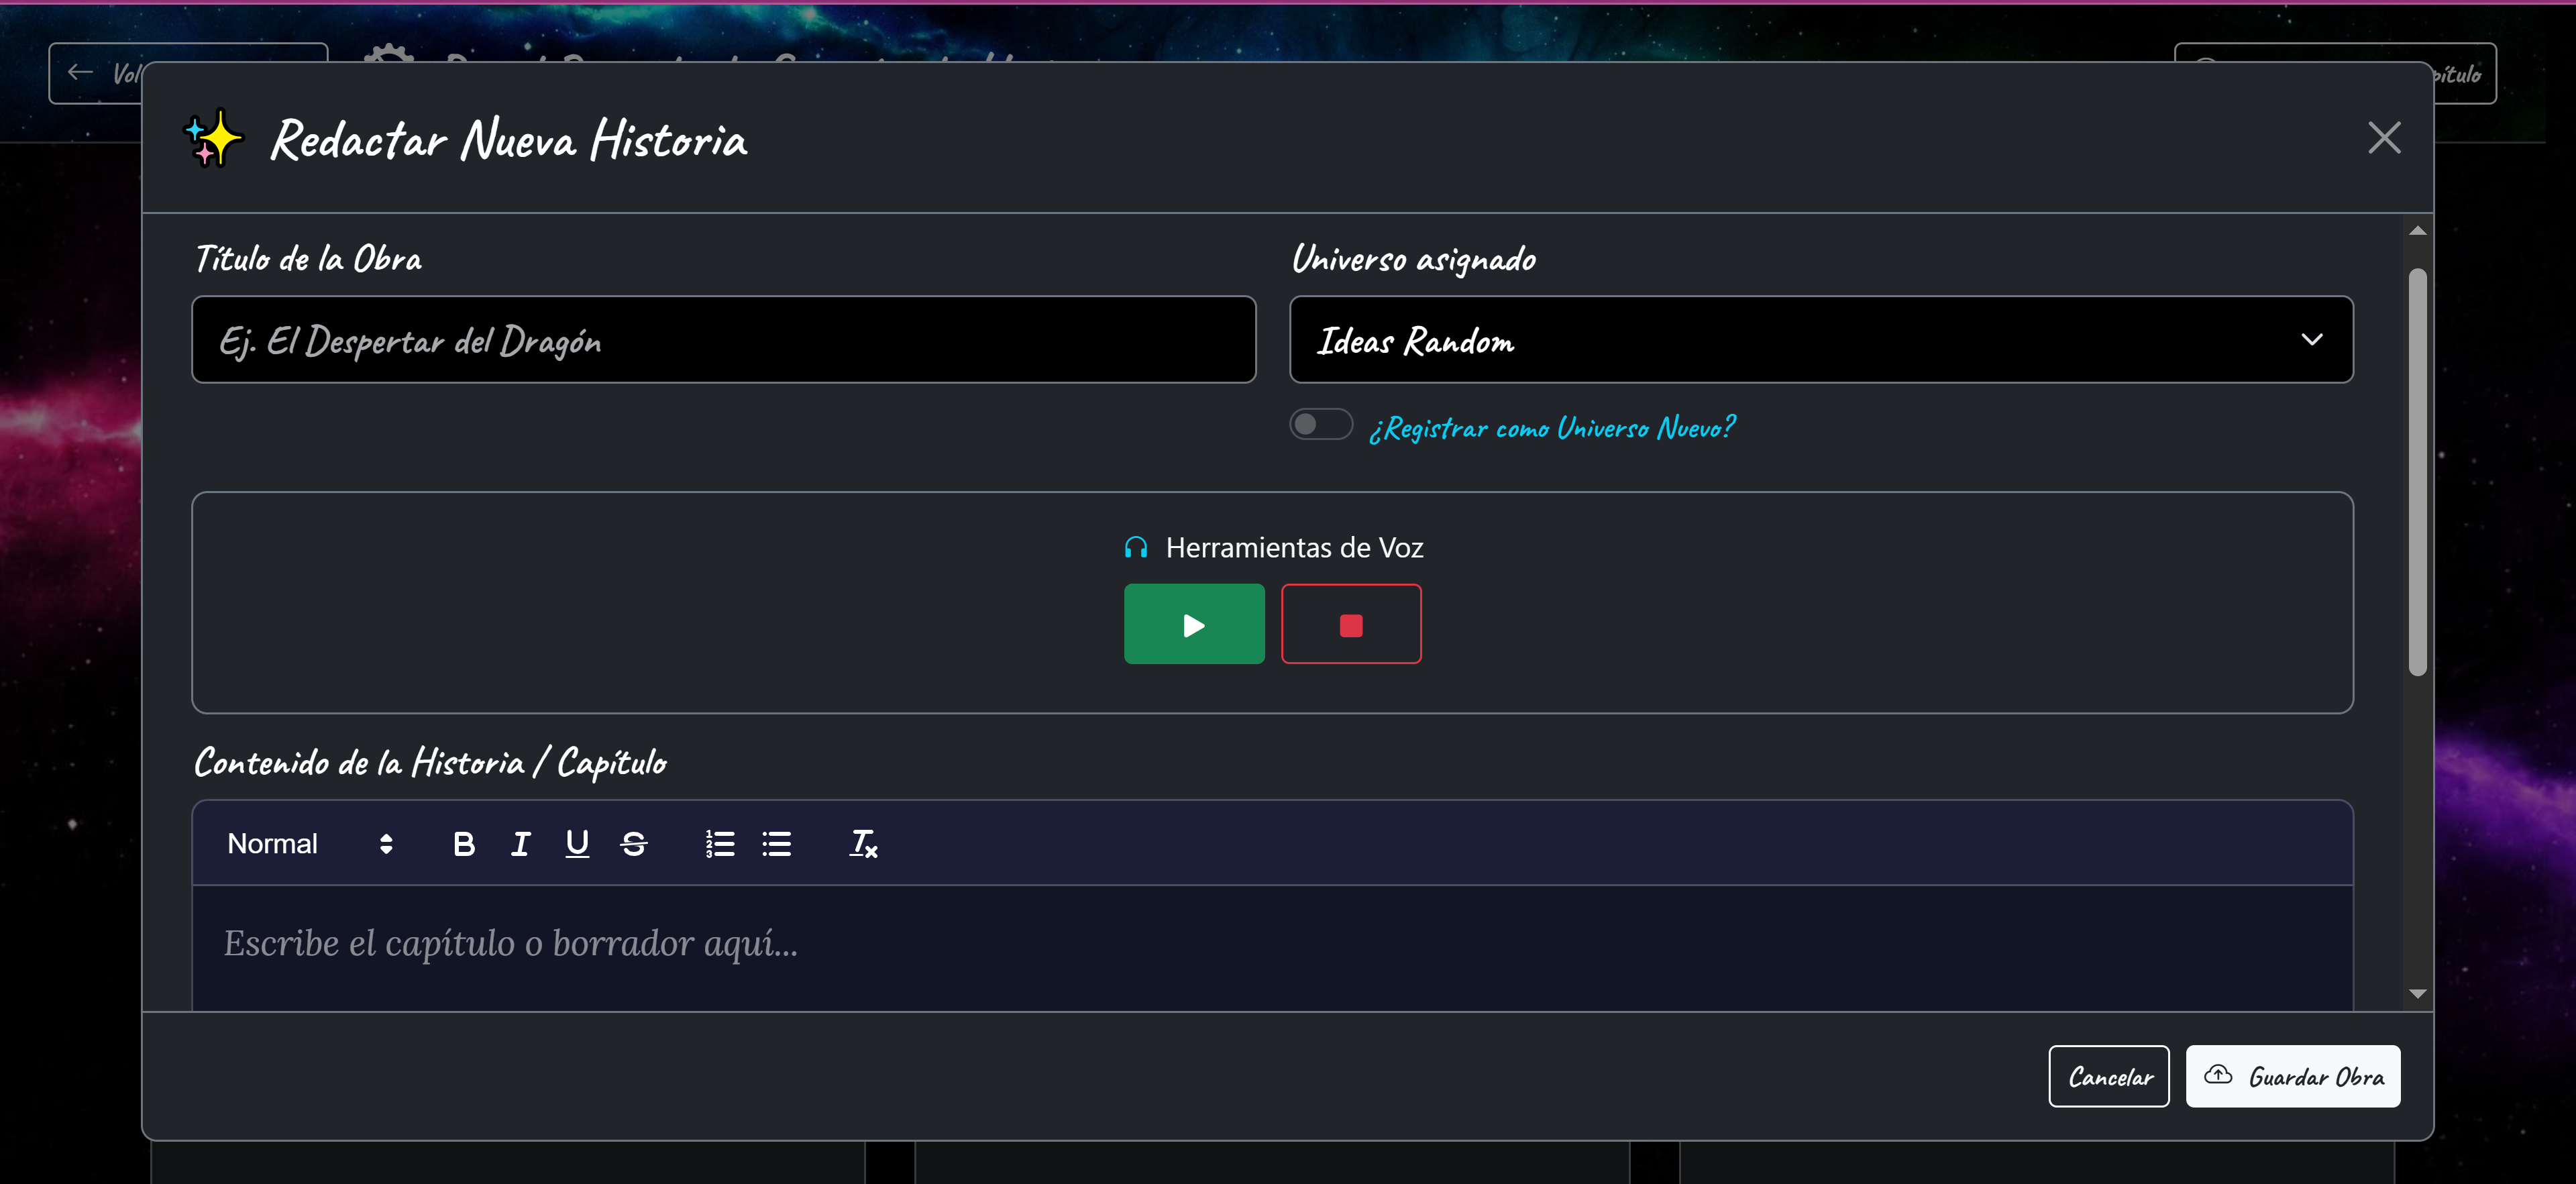 Redactar Nueva Historia
Título de la Obra
Universo asignado
Ej. El Despertar del Dragón
Ideas Random
¿Registrar como Universo Nuevo?
Herramientas de Voz
Contenido de la Historia / Capítulo
Normal
Escribe el capítulo o borrador aquí...
Cancelar
Guardar Obra